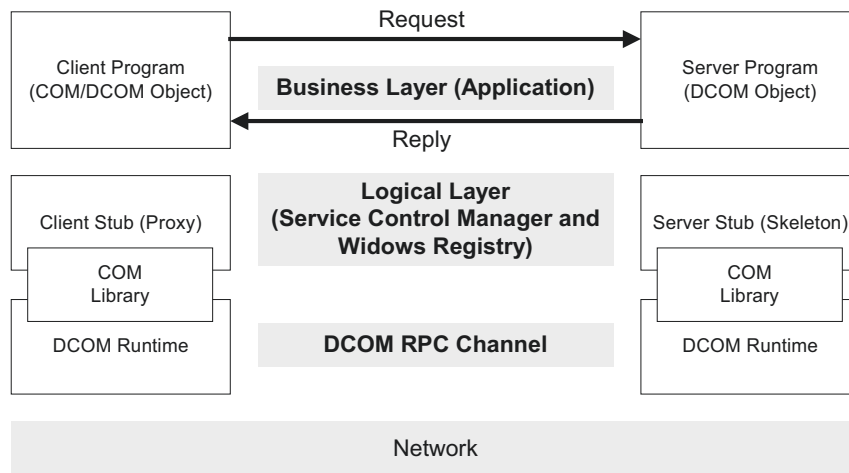 Request
Client Program
(COM/DCOM Object)
Business Layer (Application)
Server Program
(DCOM Object)
Reply
Client Stub (Proxy)
Logical Layer
(Service Control Manager and
Widows Registry)
Server Stub (Skeleton)
COM
Library
COM
Library
DCOM Runtime
DCOM RPC Channel
DCOM Runtime
Network